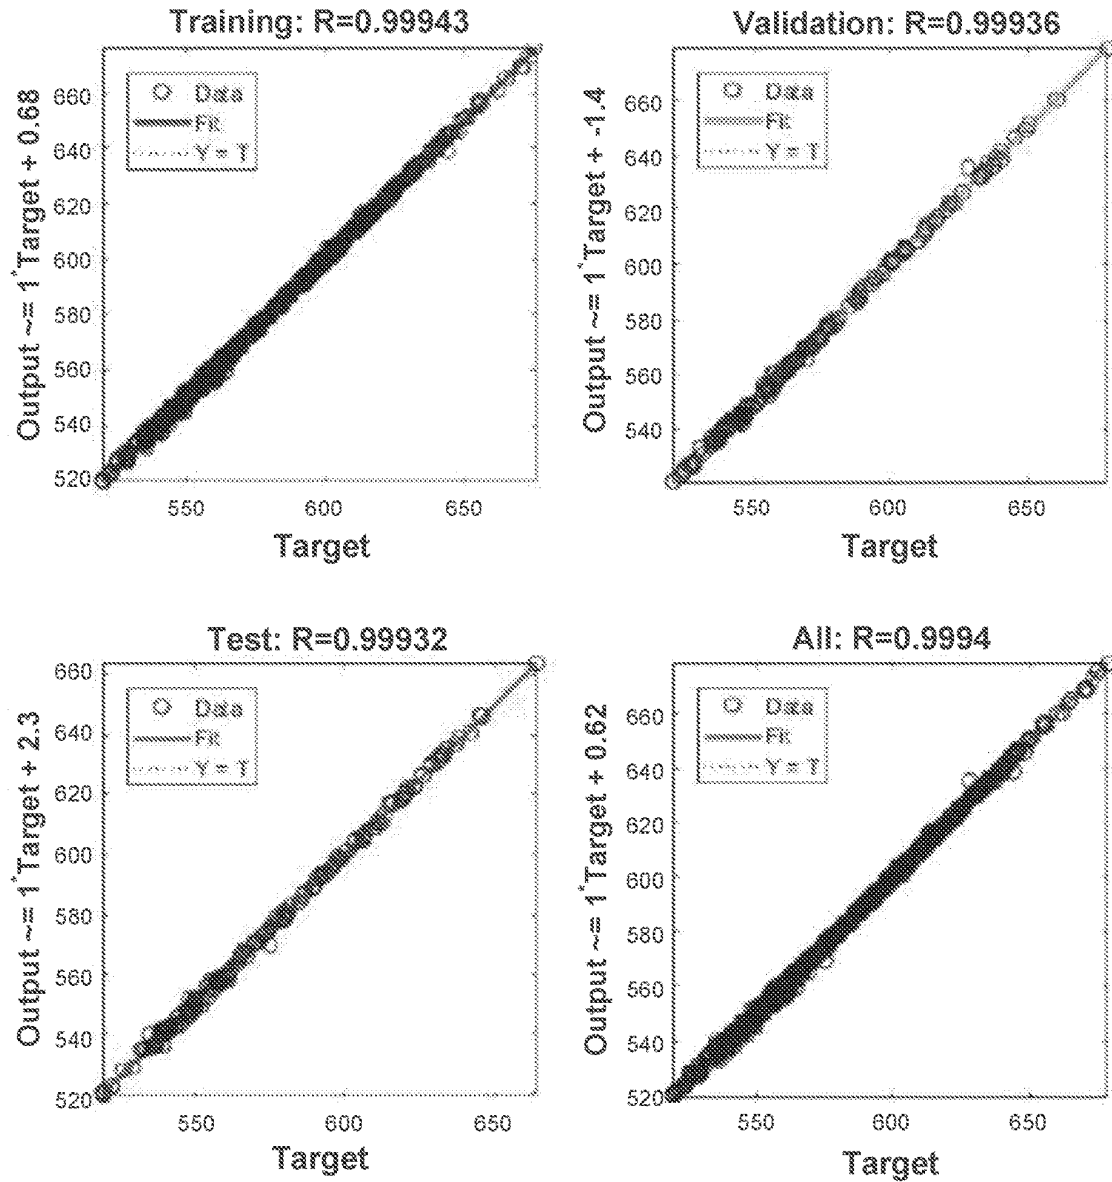 Training: R=0.99943
Output ~= 1*Target + 0.68
660
640
620
600
580
560
540
520
Data
Fit
Y = T
550
600
650
Target
Validation: R=0.99936
Output ~= 1*Target + -1.4
660
640
620
600
580
560
540
Data
Fit
Y = T
550
600
650
Target
Test: R=0.99932
Output ~= 1*Target + 2.3
660
640
620
600
580
560
540
520
Data
Fit
Y = T
550
600
650
Target
All: R=0.9994
Output ~= 1*Target + 0.62
660
640
620
600
580
560
540
520
Data
Fit
Y = T
550
600
650
Target